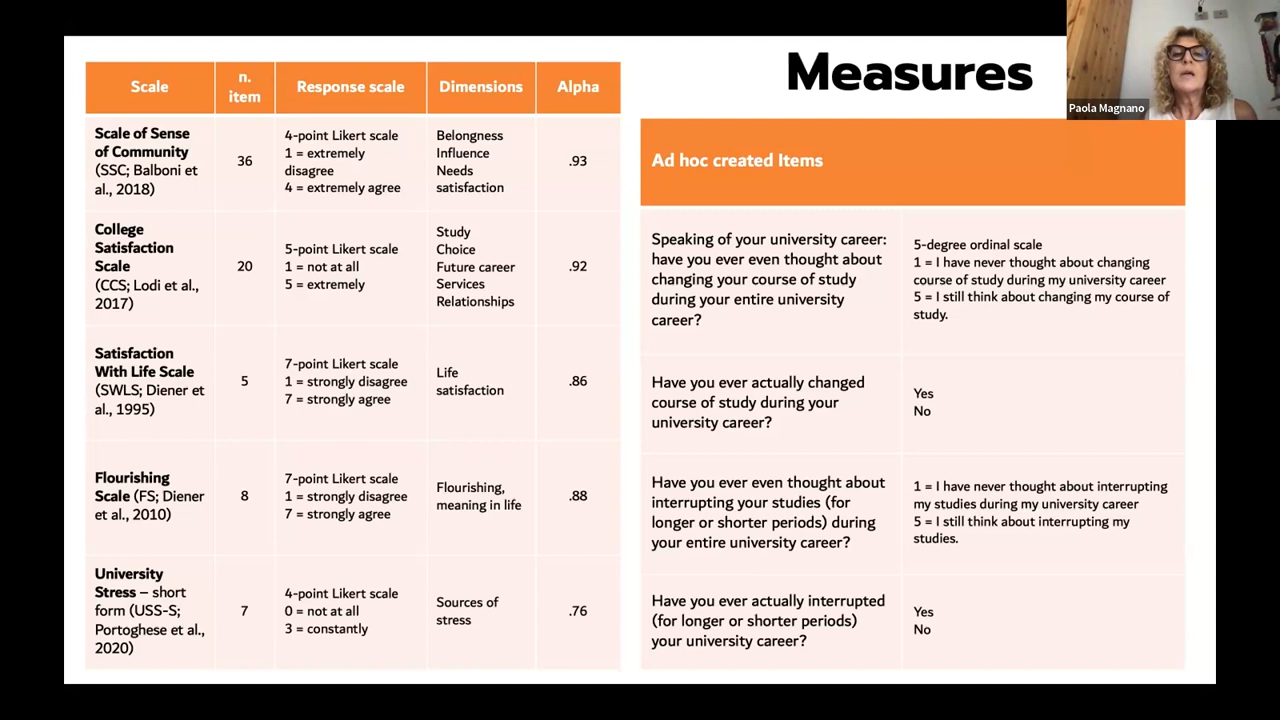 Measures
Paola Magnano
Scale
n.
item
Response scale
Dimensions
Alpha
Scale of Sense
of Community
(SSC; Balboni et
al., 2018)
36
4-point Likert scale
1 = extremely
disagree
4 = extremely agree
Belongness
Influence
Needs
satisfaction
.93
College
Satisfaction
Scale
(CCS; Lodi et al.,
2017)
20
5-point Likert scale
1 = not at all
5 = extremely
Study
Choice
Future career
Services
Relationships
.92
Satisfaction
With Life Scale
(SWLS; Diener et
al., 1995)
5
7-point Likert scale
1 = strongly disagree
7 = strongly agree
Life
satisfaction
.86
Flourishing
Scale (FS; Diener
et al., 2010)
8
7-point Likert scale
1 = strongly disagree
7 = strongly agree
Flourishing,
meaning in life
.88
University
Stress – short
form (USS-S;
Portoghese et al.,
2020)
7
4-point Likert scale
0 = not at all
3 = constantly
Sources of
stress
.76
Ad hoc created Items
Speaking of your university career:
have you ever even thought about
changing your course of study
during your entire university
career?
5-degree ordinal scale
1 = I have never thought about changing
course of study during my university career
5 = I still think about changing my course of
study.
Have you ever actually changed
course of study during your
university career?
Yes
No
Have you ever even thought about
interrupting your studies (for
longer or shorter periods) during
your entire university career?
1 = I have never thought about interrupting
my studies during my university career
5 = I still think about interrupting my
studies.
Have you ever actually interrupted
(for longer or shorter periods)
your university career?
Yes
No